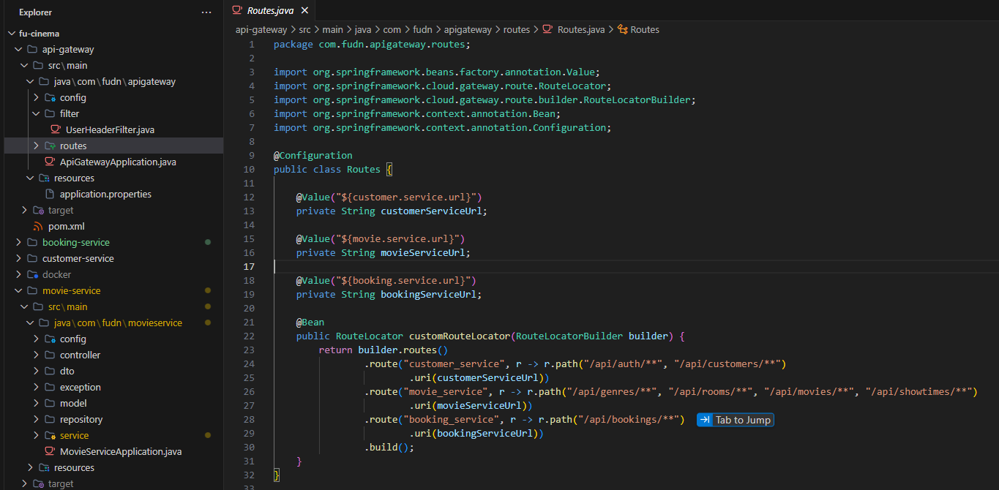 Explorer
...
fu-cinema
api-gateway
src\main
java\com\fudn\apigateway
config
filter
UserHeaderFilter.java
routes
ApiGatewayApplication.java
resources
application.properties
target
pom.xml
booking-service
customer-service
docker
movie-service
src\main
java\com\fudn\movieservice
config
controller
dto
exception
model
repository
service
MovieServiceApplication.java
resources
target
Routes.java
api-gateway > src > main > java > com > fudn > apigateway > routes > Routes.java > Routes
1 package com.fudn.apigateway.routes;
2
3 import org.springframework.beans.factory.annotation.Value;
4 import org.springframework.cloud.gateway.route.RouteLocator;
5 import org.springframework.cloud.gateway.route.builder.RouteLocatorBuilder;
6 import org.springframework.context.annotation.Bean;
7 import org.springframework.context.annotation.Configuration;
8
9 @Configuration
10 public class Routes {
11
12     @Value("${customer.service.url}")
13     private String customerServiceUrl;
14
15     @Value("${movie.service.url}")
16     private String movieServiceUrl;
17
18     @Value("${booking.service.url}")
19     private String bookingServiceUrl;
20
21     @Bean
22     public RouteLocator customRouteLocator(RouteLocatorBuilder builder) {
23         return builder.routes()
24                 .route("customer_service", r -> r.path("/api/auth/**", "/api/customers/**")
25                         .uri(customerServiceUrl))
26                 .route("movie_service", r -> r.path("/api/genres/**", "/api/rooms/**", "/api/movies/**", "/api/showtimes/**")
27                         .uri(movieServiceUrl))
28                 .route("booking_service", r -> r.path("/api/bookings/**") Tab to Jump
29                         .uri(bookingServiceUrl))
30                 .build();
31     }
32 }
33